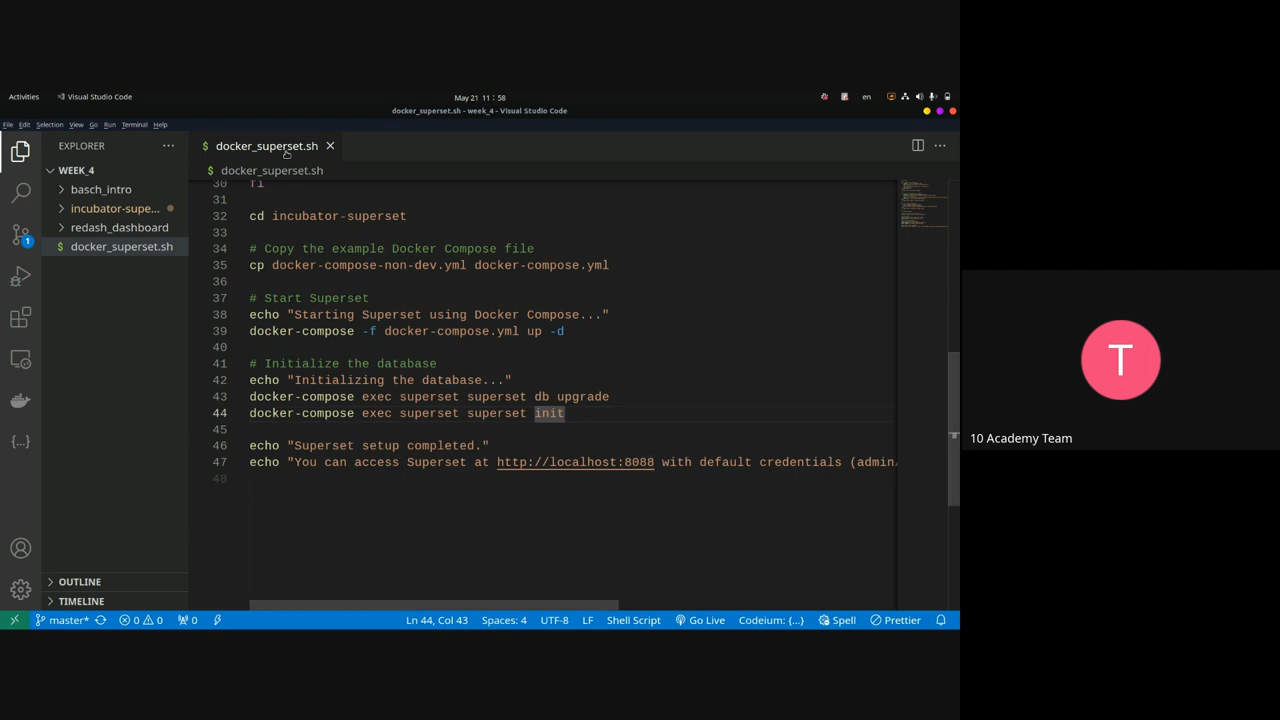 Activities Visual Studio Code May 21 11:58 en
docker_superset.sh - week_4 - Visual Studio Code
File Edit Selection View Go Run Terminal Help
EXPLORER
WEEK_4
basch_intro
incubator-supe...
redash_dashboard
docker_superset.sh
OUTLINE
TIMELINE
1
$ docker_superset.sh
$ docker_superset.sh
30 fi
31
32 cd incubator-superset
33
34 # Copy the example Docker Compose file
35 cp docker-compose-non-dev.yml docker-compose.yml
36
37 # Start Superset
38 echo "Starting Superset using Docker Compose..."
39 docker-compose -f docker-compose.yml up -d
40
41 # Initialize the database
42 echo "Initializing the database..."
43 docker-compose exec superset superset db upgrade
44 docker-compose exec superset superset init
45
46 echo "Superset setup completed."
47 echo "You can access Superset at http://localhost:8088 with default credentials (admin/
48
master* 0 0 0 Ln 44, Col 43 Spaces: 4 UTF-8 LF Shell Script Go Live Codeium: {...} Spell Prettier
T
10 Academy Team